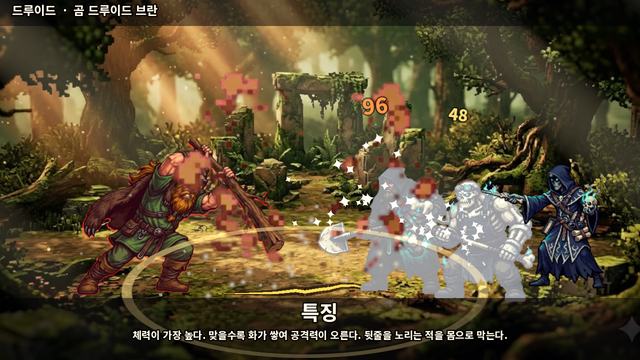 드루이드 · 곰 드루이드 브란
96
48
특징
체력이 가장 높다. 맞을수록 화가 쌓여 공격력이 오른다. 뒷줄을 노리는 적을 몸으로 막는다.